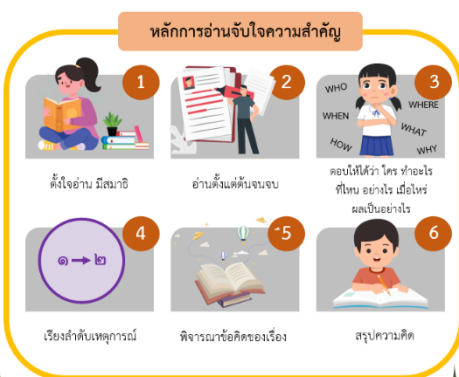 หลักการอ่านจับใจความสำคัญ
1
ตั้งใจอ่าน มีสมาธิ
2
อ่านตั้งแต่ต้นจนจบ
3
WHO
WHERE
WHEN
WHAT
HOW
WHY
ตอบให้ได้ว่า ใคร ทำอะไร
ที่ไหน อย่างไร เมื่อไหร่
ผลเป็นอย่างไร
4
๑ → ๒
เรียงลำดับเหตุการณ์
5
พิจารณาข้อคิดของเรื่อง
6
สรุปความคิด